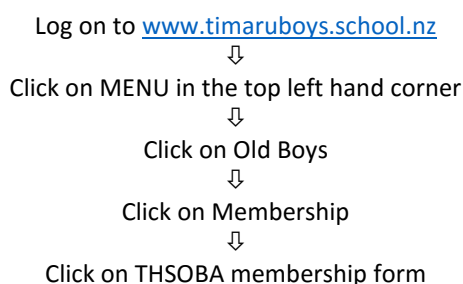 Log on to www.timaruboys.school.nz
⇩
Click on MENU in the top left hand corner
⇩
Click on Old Boys
⇩
Click on Membership
⇩
Click on THSOBA membership form